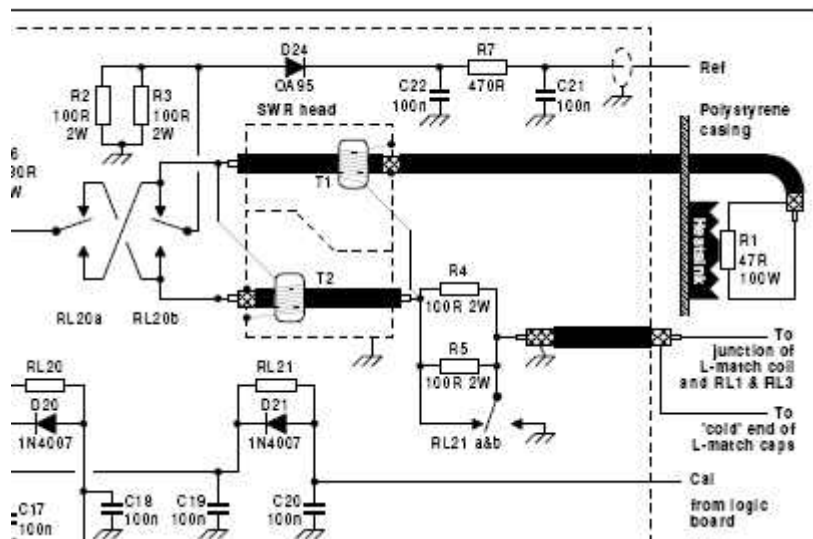 D24
OA95
R7
470R
Ref
C22
100n
C21
100n
R2
100R
2W
R3
100R
2W
SWR head
Polystyrene
casing
6
W
T1
Heatsink
R1
47R
100W
T2
R4
100R 2W
RL20a
RL20b
R5
100R 2W
To
junction of
L-match coil
and RL1 & RL3
RL20
RL21
D20
1N4007
D21
1N4007
RL21 a&b
To
"cold" end of
L-match caps
Cal
from logic
board
C17
100n
C18
100n
C19
100n
C20
100n